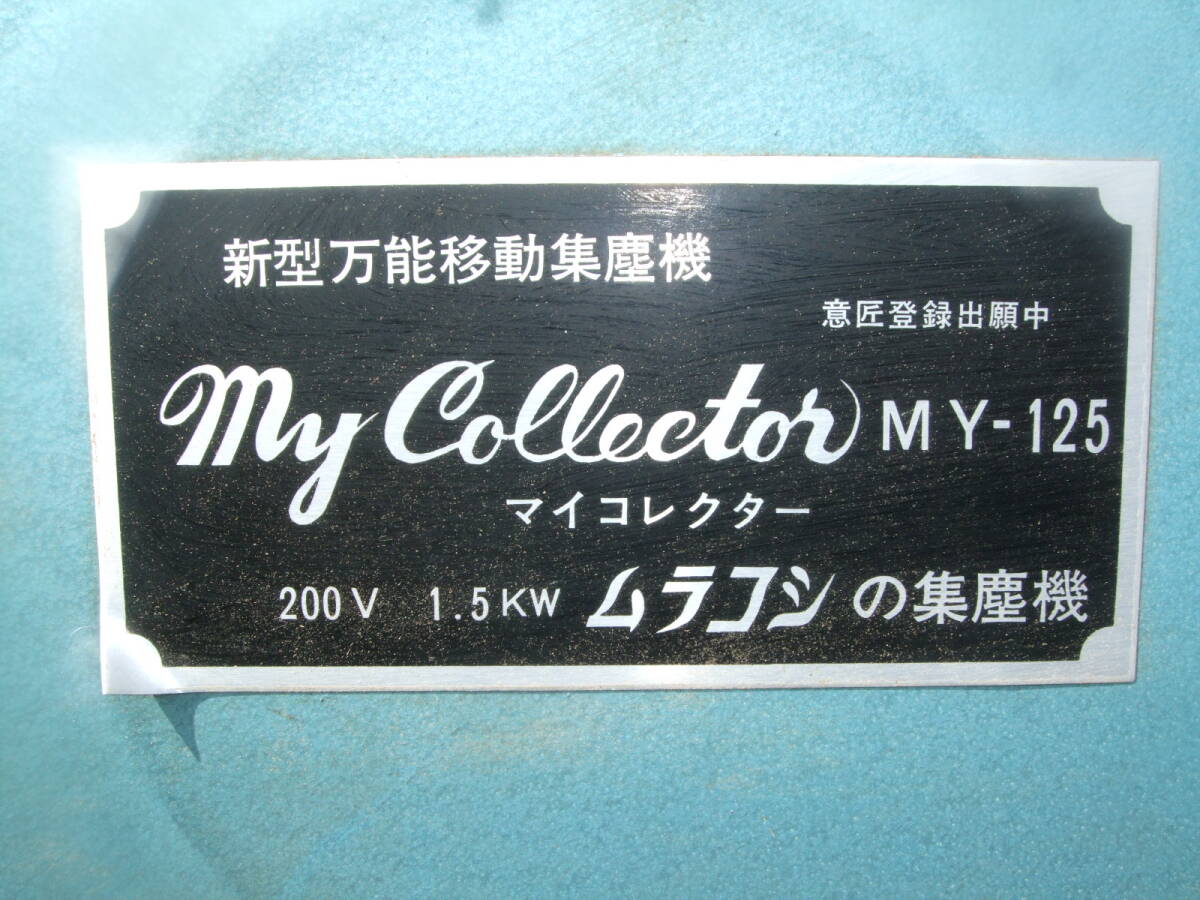 新型万能移動集塵機
意匠登録出願中
My Collector MY-125
マイコレクター
200V 1.5KW ムラコシの集塵機